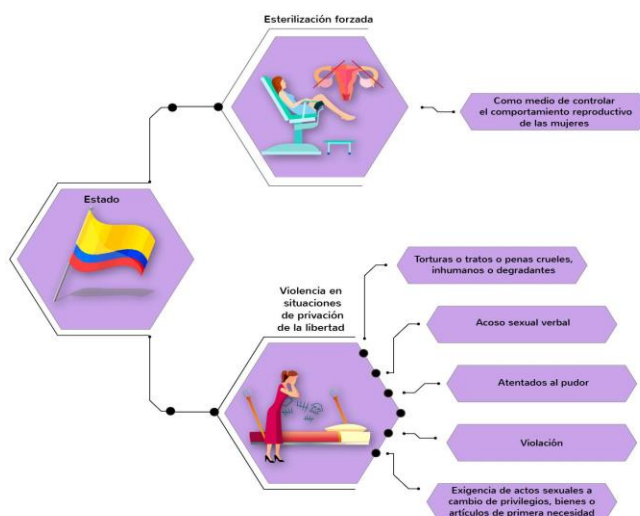 Esterilización forzada
Como medio de controlar
el comportamiento reproductivo
de las mujeres
Estado
Violencia en
situaciones
de privación
de la libertad
Torturas o tratos o penas crueles,
inhumanos o degradantes
Acoso sexual verbal
Atentados al pudor
Violación
Exigencia de actos sexuales a
cambio de privilegios, bienes o
artículos de primera necesidad